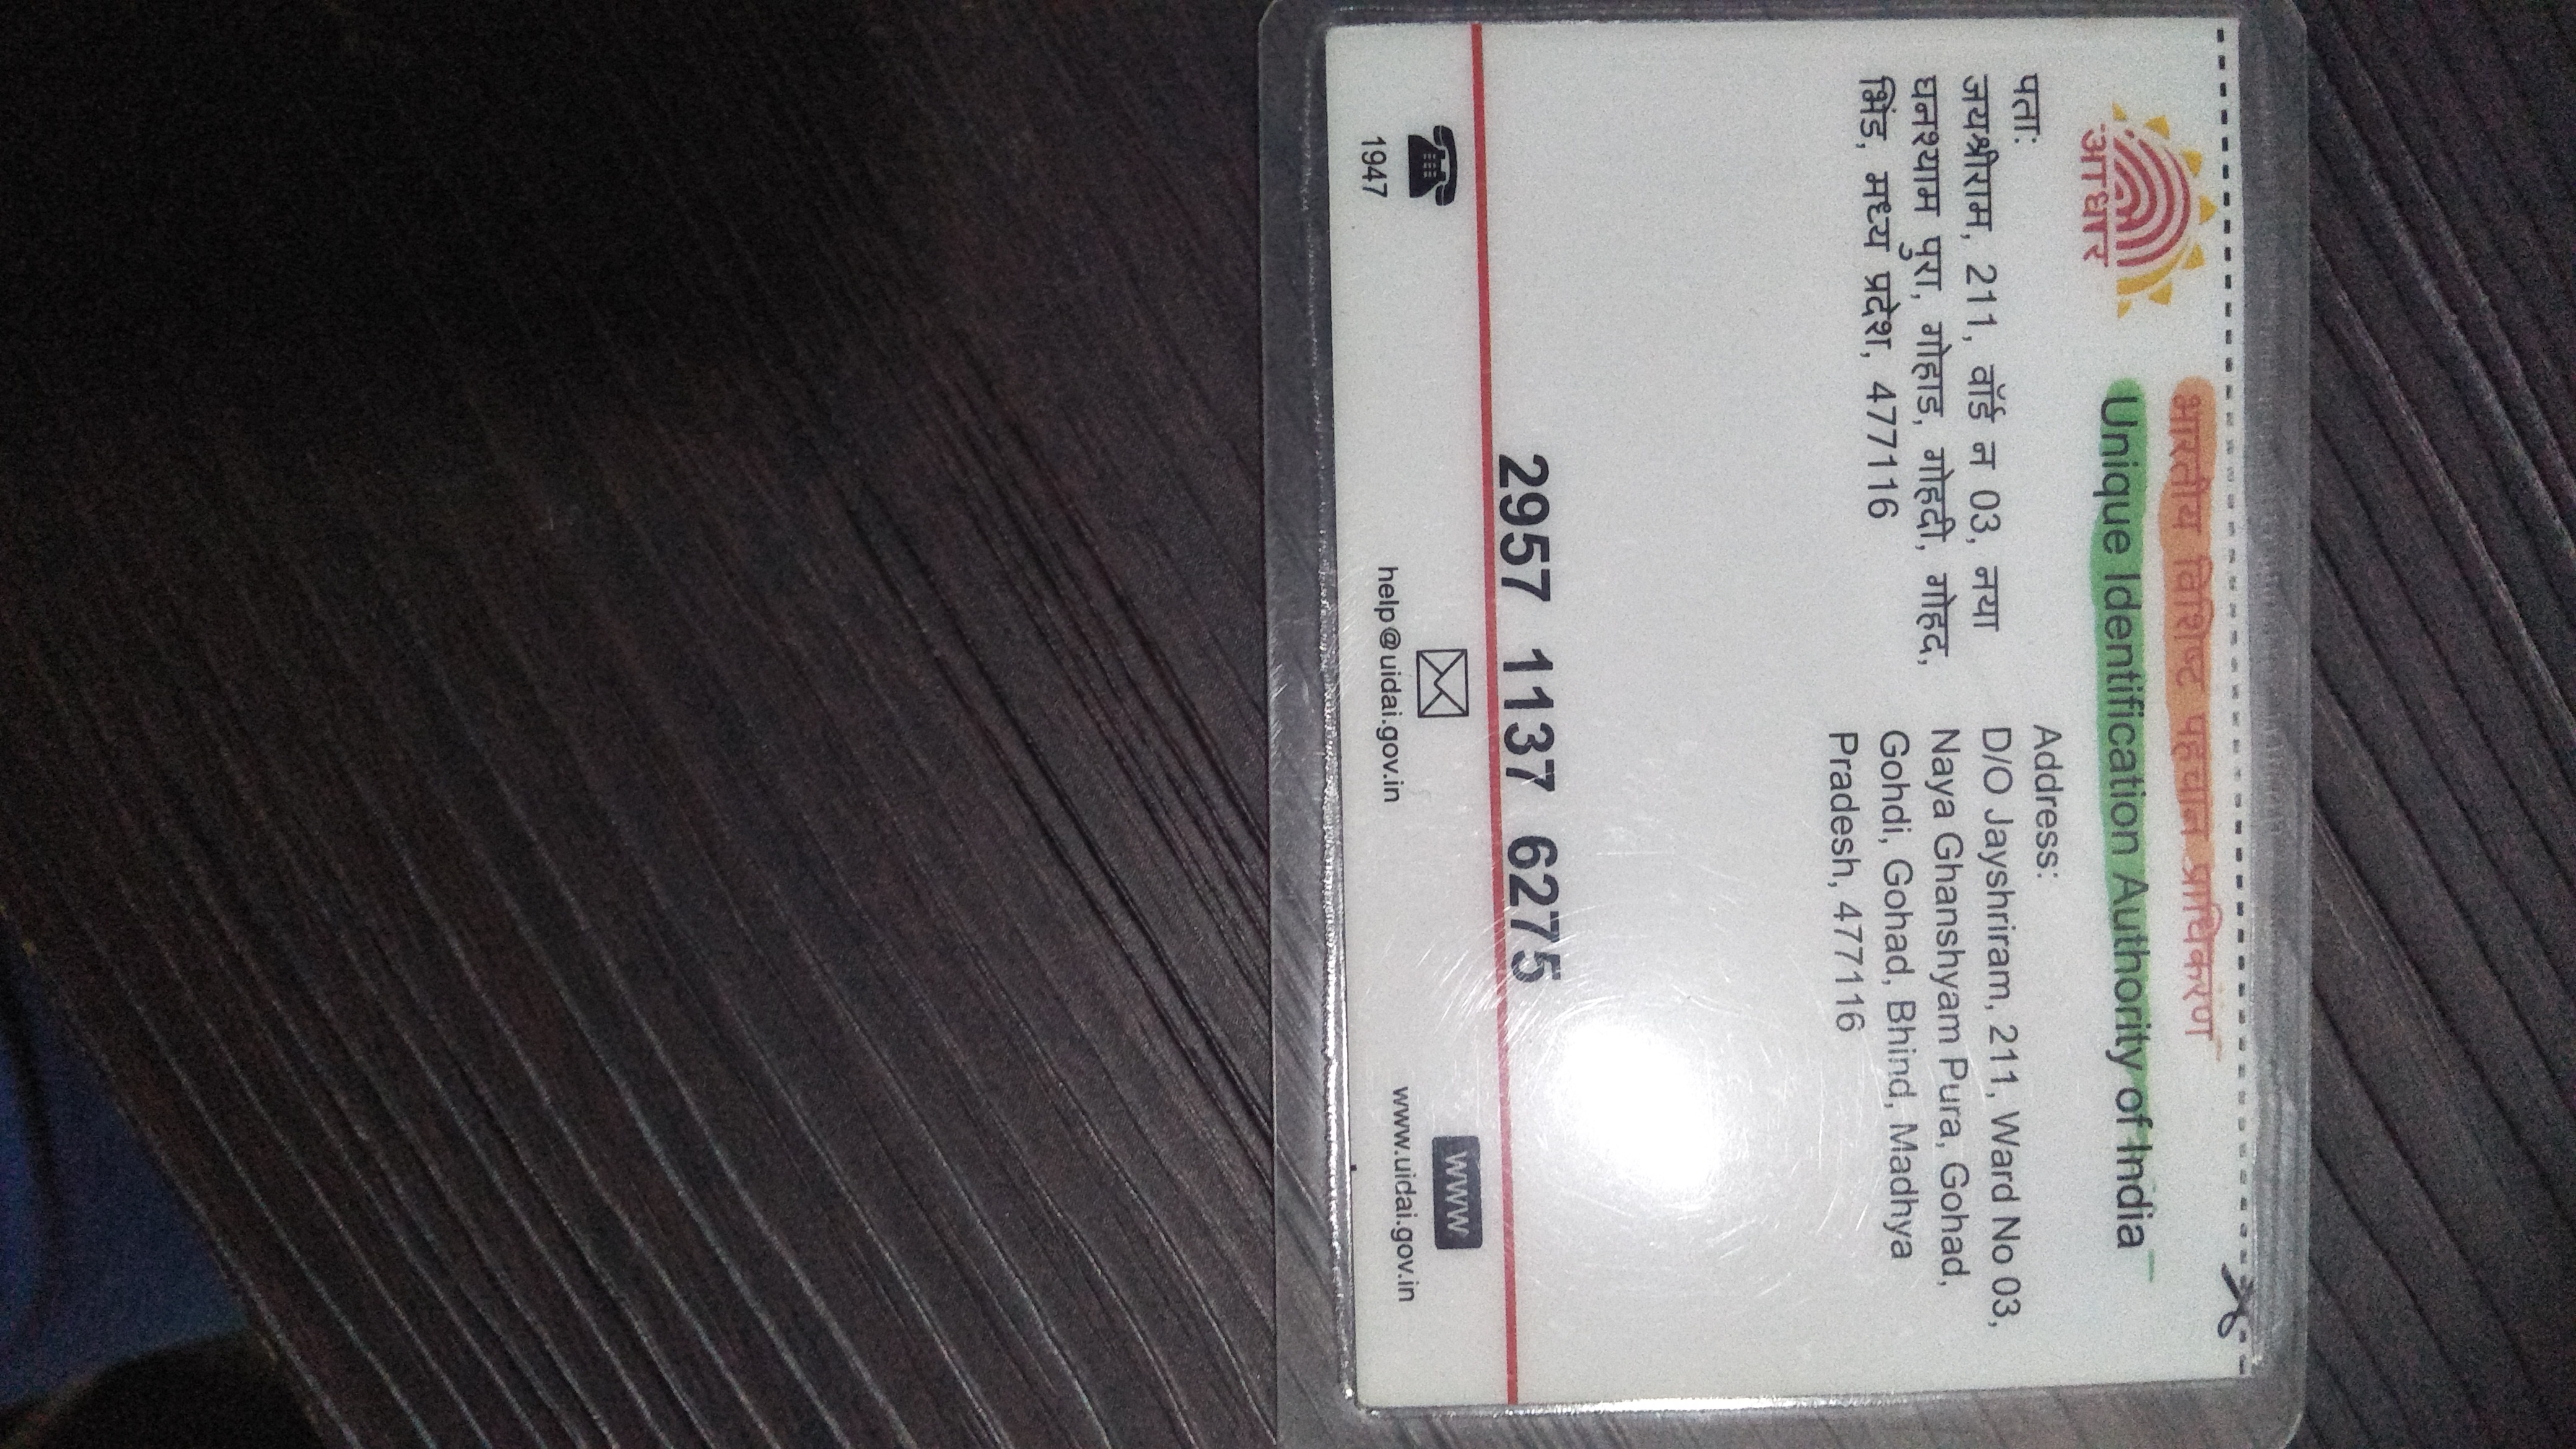 भारतीय विशिष्ट पहचान प्राधिकरण
Unique Identification Authority of India
आधार
पता:
जयश्रीराम, 211, वॉर्ड न 03, नया
घनश्याम पुरा, गोहाड, गोहदी, गोहद,
भिंड, मध्य प्रदेश, 477116
Address:
D/O Jayshriram, 211, Ward No 03,
Naya Ghanshyam Pura, Gohad,
Gohdi, Gohad, Bhind, Madhya
Pradesh, 477116
2957 1137 6275
1947
help@uidai.gov.in
www
www.uidai.gov.in